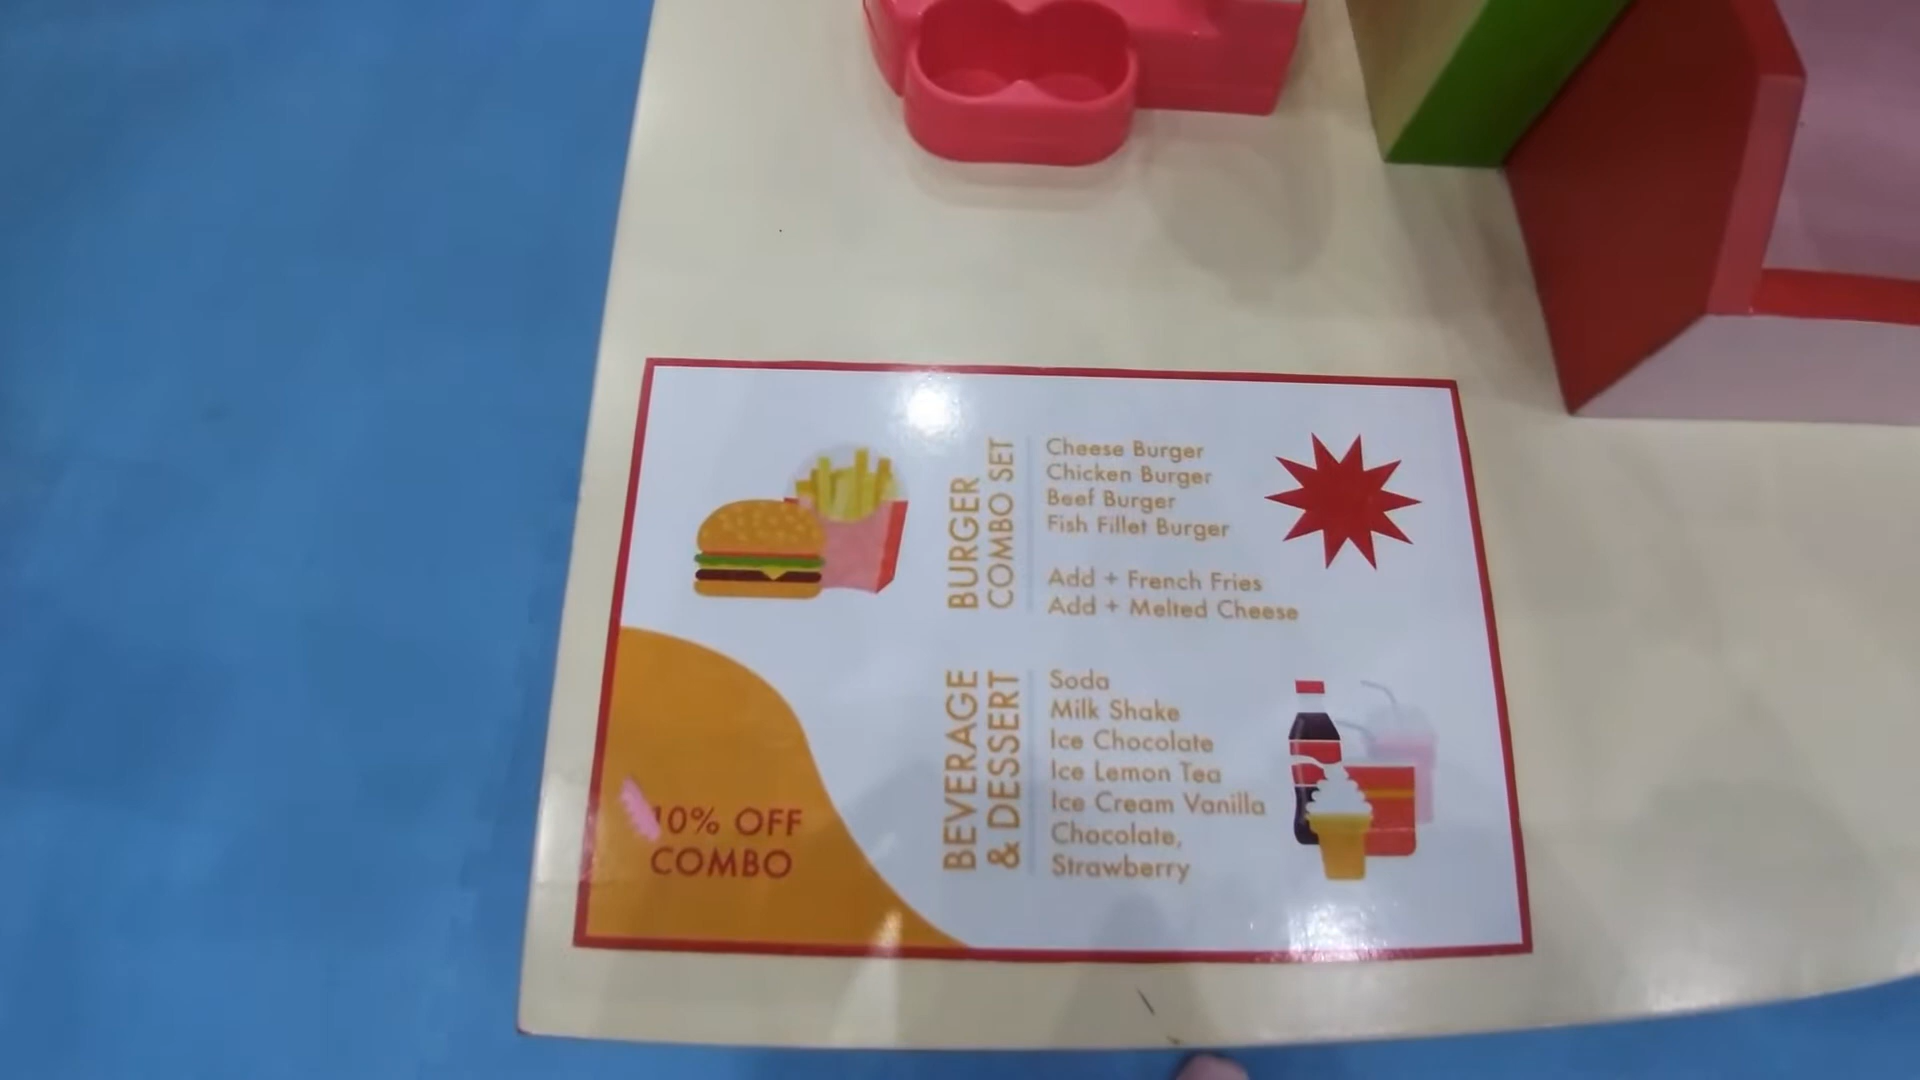 BURGER
COMBO SET
Cheese Burger
Chicken Burger
Beef Burger
Fish Fillet Burger
Add + French Fries
Add + Melted Cheese
BEVERAGE
& DESSERT
Soda
Milk Shake
Ice Chocolate
Ice Lemon Tea
Ice Cream Vanilla
Chocolate,
Strawberry
10% OFF
COMBO